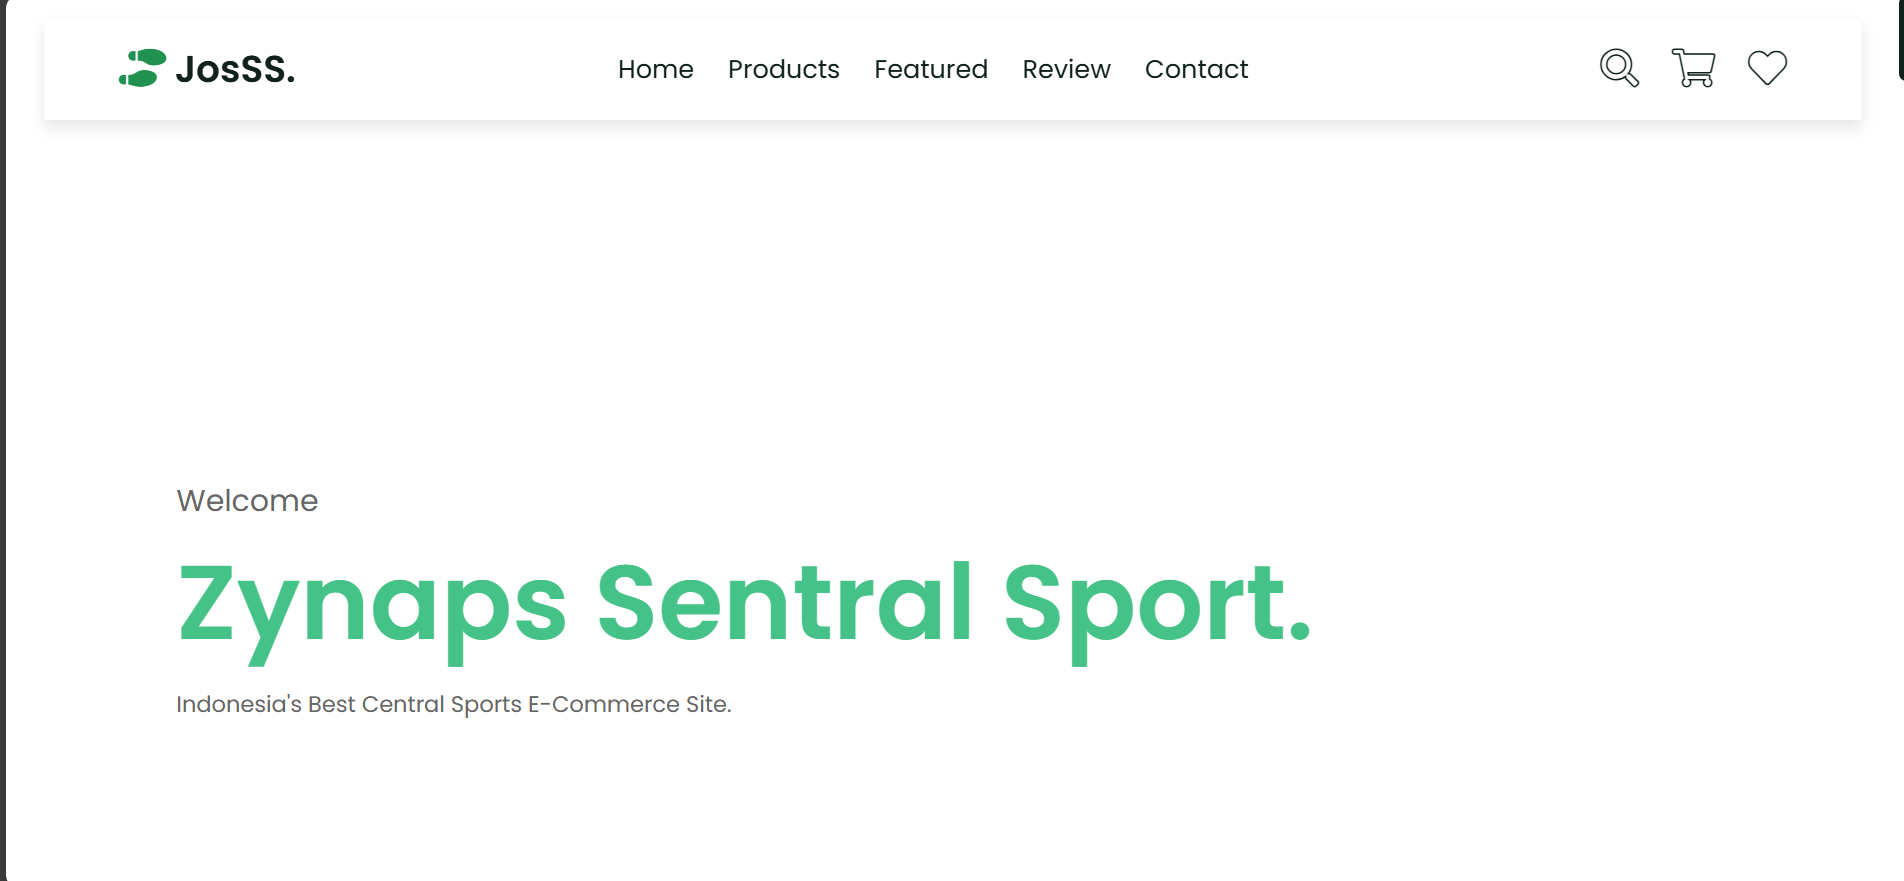 JosSS.
Home Products Featured Review Contact
Welcome
Zynaps Sentral Sport.
Indonesia's Best Central Sports E-Commerce Site.